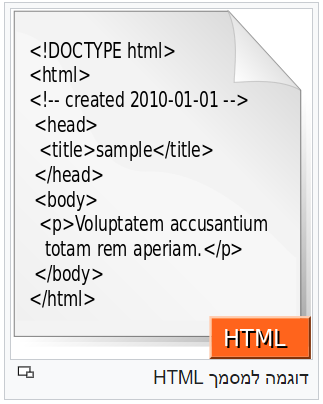 <!DOCTYPE html>
<html>
<!-- created 2010-01-01 -->
<head>
<title>sample</title>
</head>
<body>
<p>Voluptatem accusantium
totam rem aperiam.</p>
</body>
</html>
HTML
דוגמה למסמך HTML